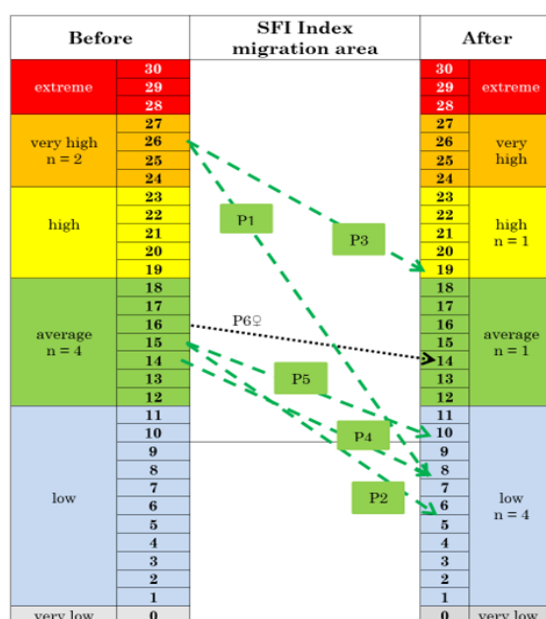 Before
SFI Index
migration area
After
30
29
28
27
26
25
24
23
22
21
20
19
18
17
16
15
14
13
12
11
10
9
8
7
6
5
4
3
2
1
0
extreme
very high
n = 2
high
average
n = 4
low
very low
P1
P3
P6♀
P5
P4
P2
30
29
28
27
26
25
24
23
22
21
20
19
18
17
16
15
14
13
12
11
10
9
8
7
6
5
4
3
2
1
0
extreme
very
high
high
n = 1
average
n = 1
low
n = 4
very low